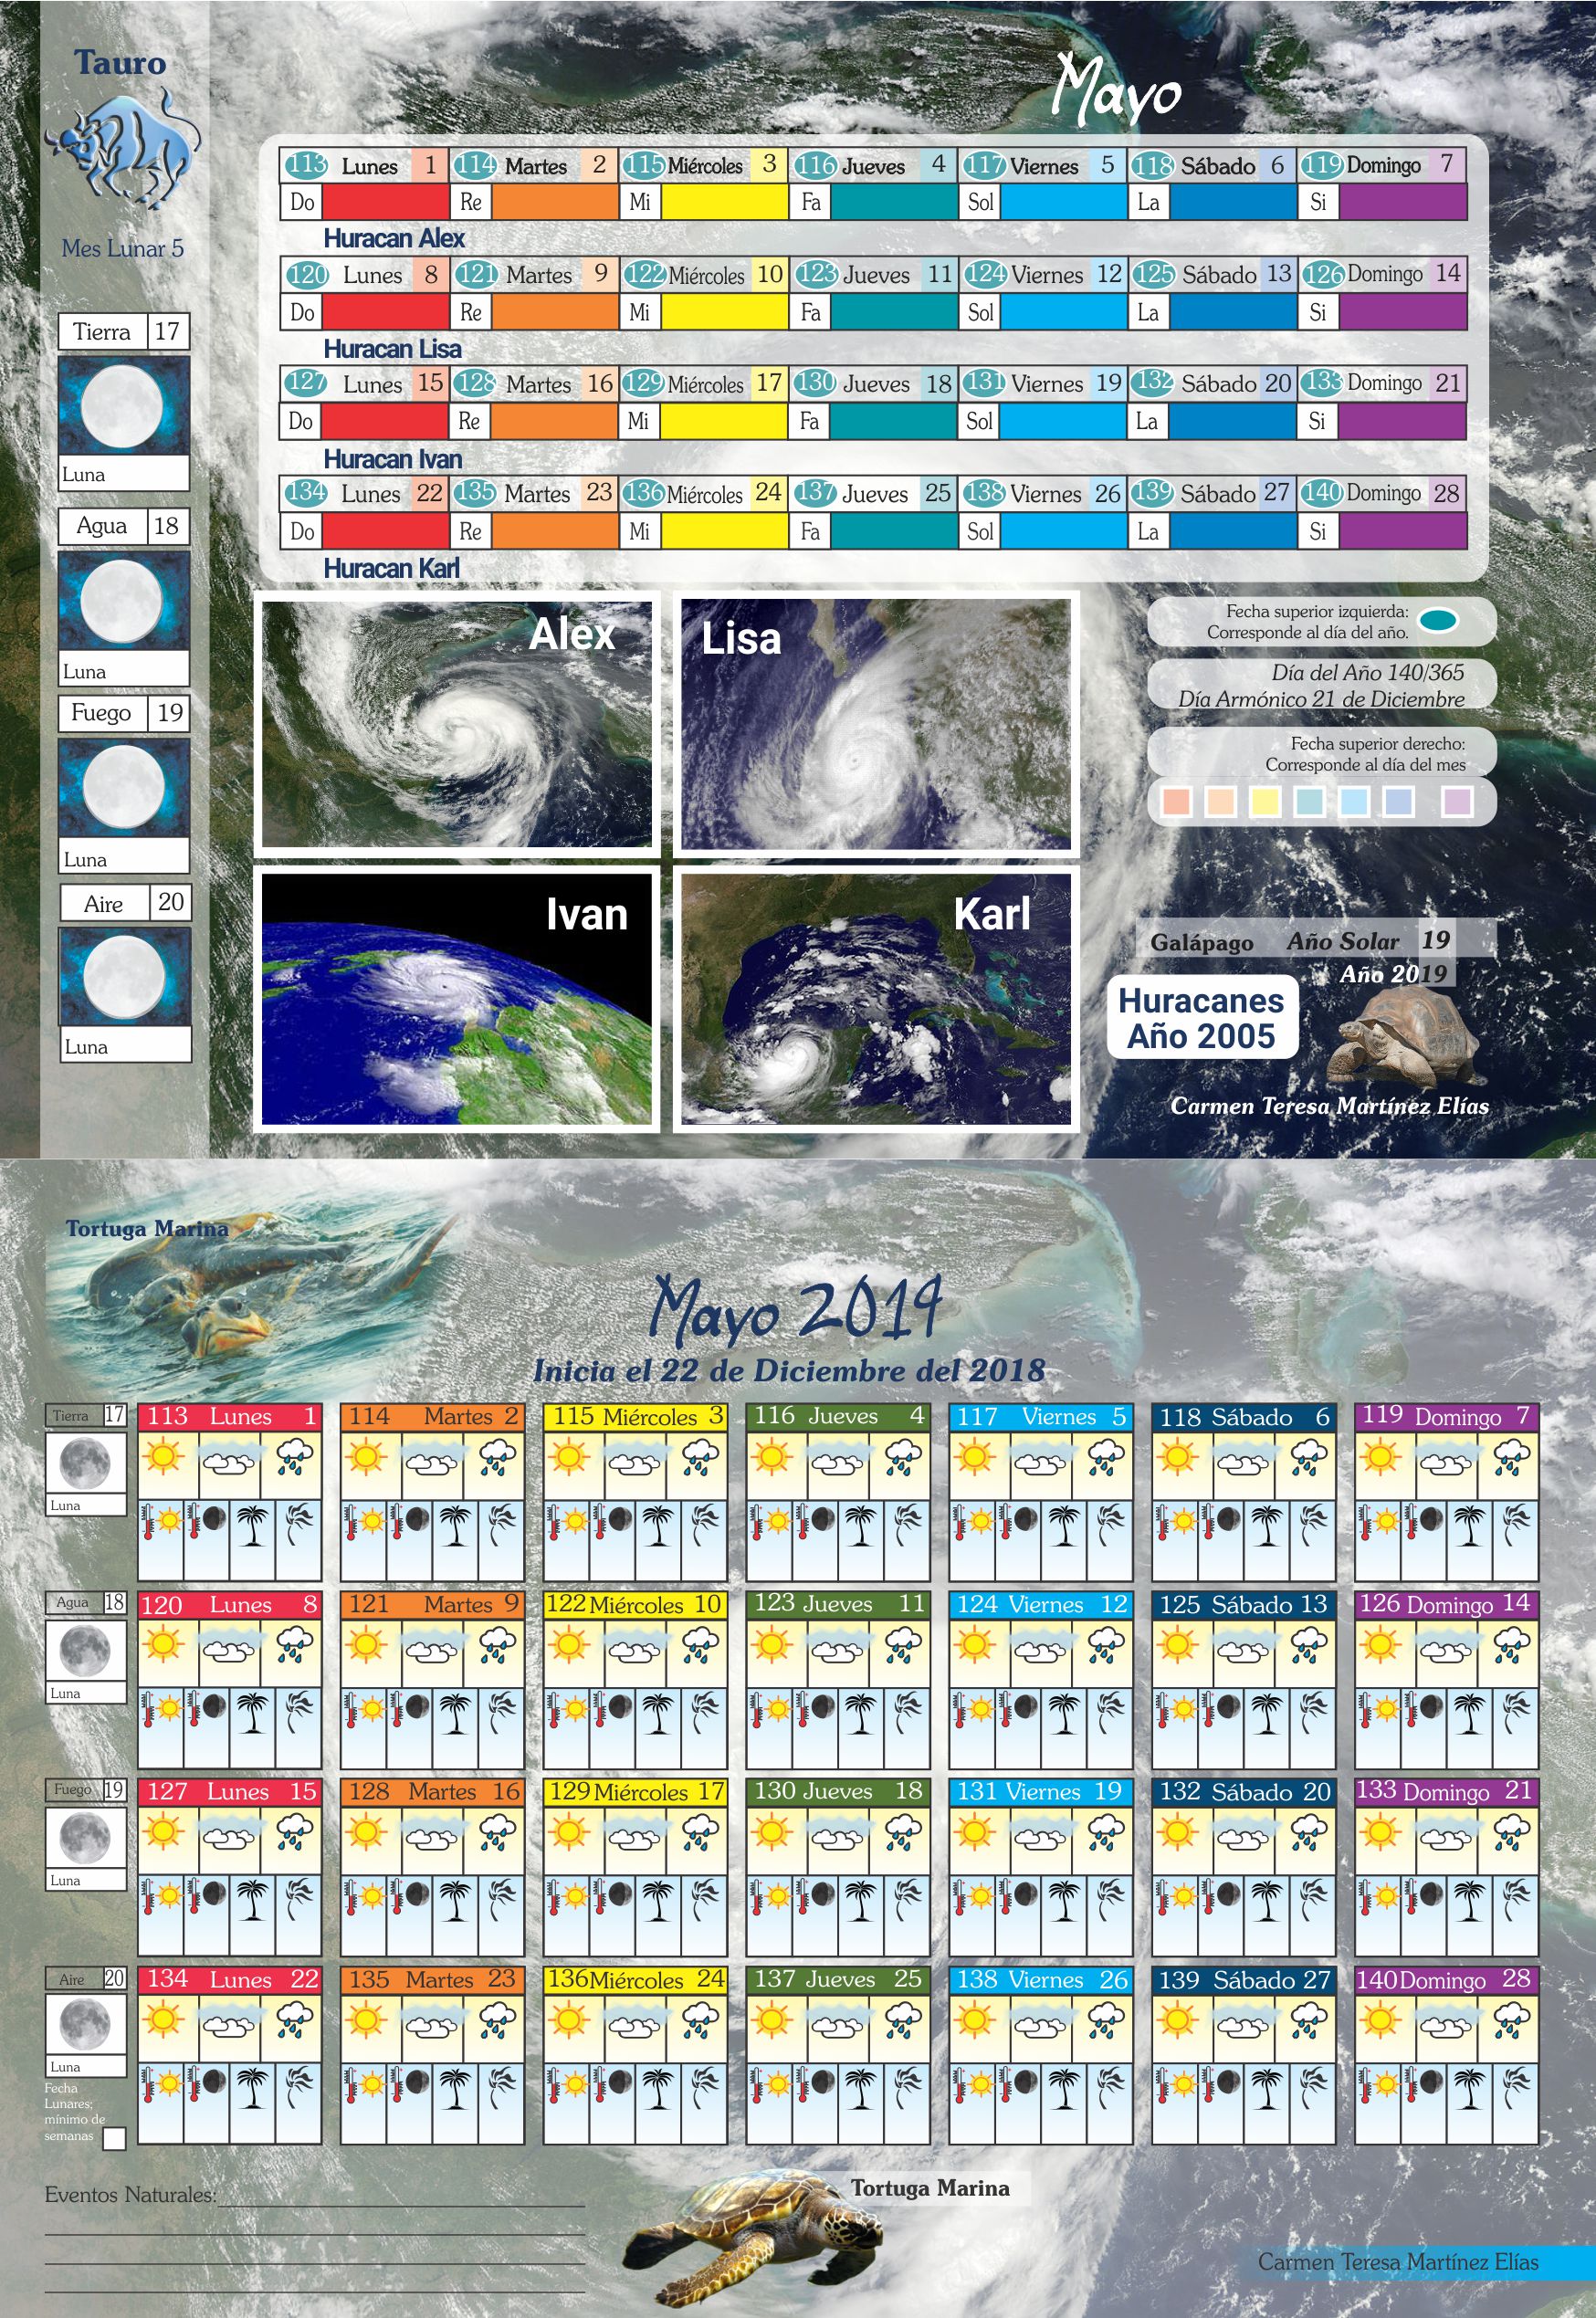 Tauro
Mes Lunar 5
Mayo
113 Lunes 1 114 Martes 2 115 Miércoles 3 116 Jueves 4 117 Viernes 5 118 Sábado 6 119 Domingo 7
Do Re Mi Fa Sol La Si
Huracan Alex
120 Lunes 8 121 Martes 9 122 Miércoles 10 123 Jueves 11 124 Viernes 12 125 Sábado 13 126 Domingo 14
Do Re Mi Fa Sol La Si
Huracan Lisa
127 Lunes 15 128 Martes 16 129 Miércoles 17 130 Jueves 18 131 Viernes 19 132 Sábado 20 133 Domingo 21
Do Re Mi Fa Sol La Si
Huracan Ivan
134 Lunes 22 135 Martes 23 136 Miércoles 24 137 Jueves 25 138 Viernes 26 139 Sábado 27 140 Domingo 28
Do Re Mi Fa Sol La Si
Huracan Karl
Tierra 17
Luna
Agua 18
Luna
Fuego 19
Luna
Aire 20
Luna
Alex
Lisa
Ivan
Karl
Fecha superior izquierda:
Corresponde al día del año.
Día del Año 140/365
Día Armónico 21 de Diciembre
Fecha superior derecho:
Corresponde al día del mes
Galápago Año Solar 19
Año 2019
Huracanes
Año 2005
Carmen Teresa Martínez Elías
Tortuga Marina
Mayo 2019
Inicia el 22 de Diciembre del 2018
Tierra 17
Luna
113 Lunes 1 114 Martes 2 115 Miércoles 3 116 Jueves 4 117 Viernes 5 118 Sábado 6 119 Domingo 7
Agua 18
Luna
120 Lunes 8 121 Martes 9 122 Miércoles 10 123 Jueves 11 124 Viernes 12 125 Sábado 13 126 Domingo 14
Fuego 19
Luna
127 Lunes 15 128 Martes 16 129 Miércoles 17 130 Jueves 18 131 Viernes 19 132 Sábado 20 133 Domingo 21
Aire 20
Luna
134 Lunes 22 135 Martes 23 136 Miércoles 24 137 Jueves 25 138 Viernes 26 139 Sábado 27 140 Domingo 28
Fecha
Lunares;
mínimo de
semanas
Eventos Naturales:
Tortuga Marina
Carmen Teresa Martínez Elías